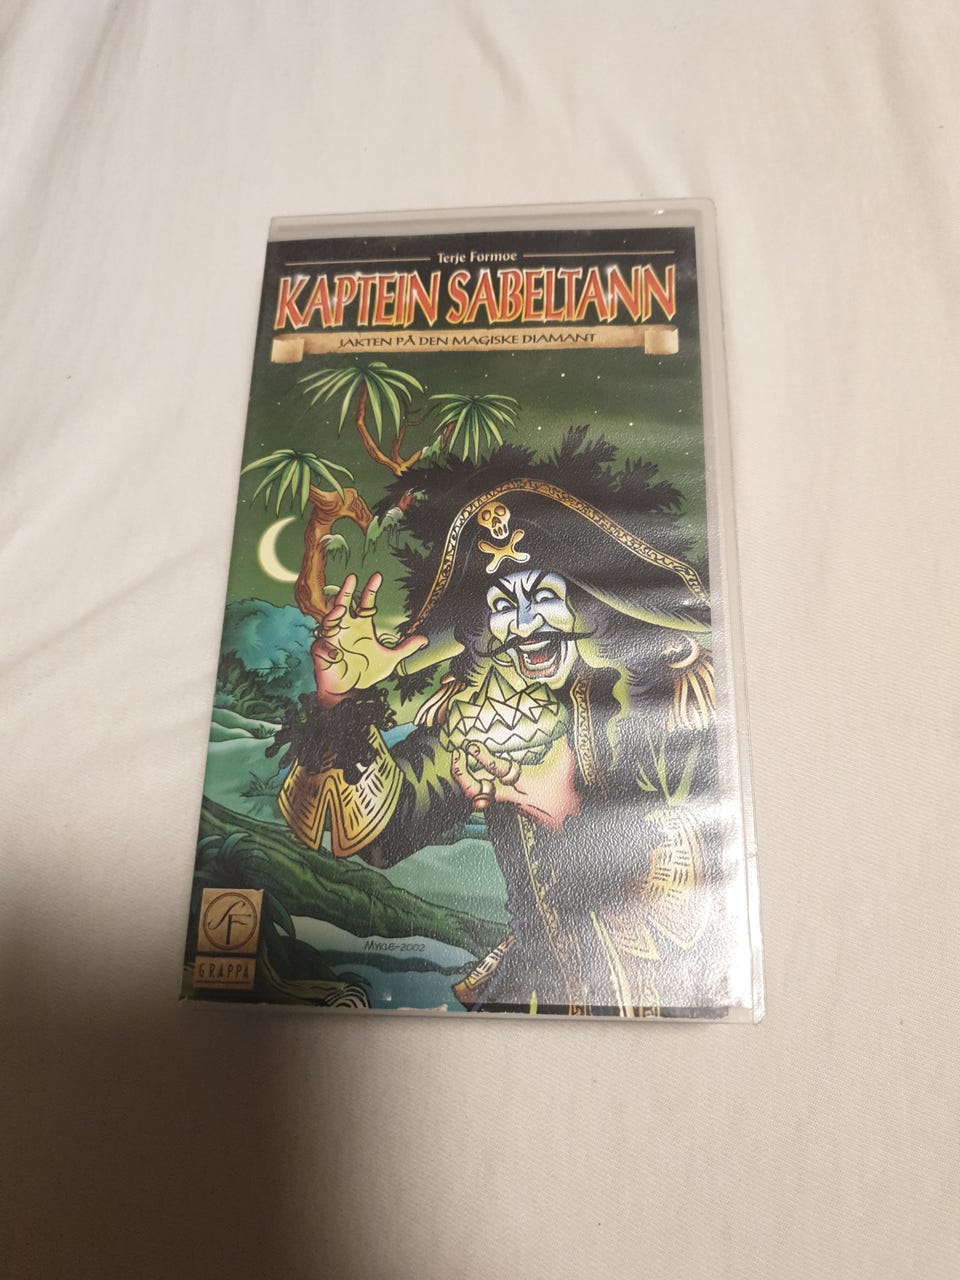 Terje Formoe
KAPTEIN SABELTANN
JAKTEN PÅ DEN MAGISKE DIAMANT
MYKLE-2002
SF
GRAPPA